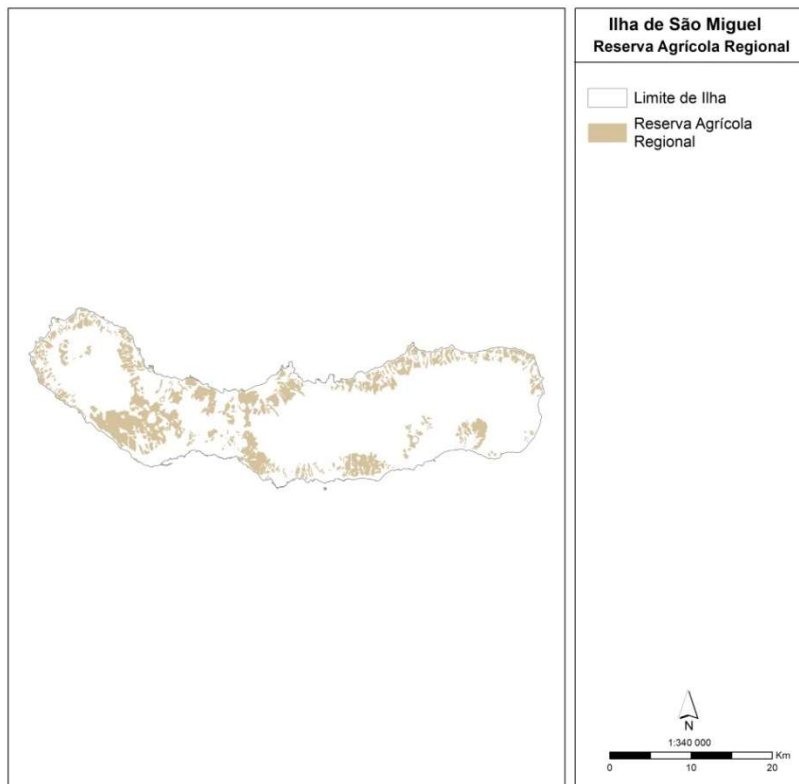 Ilha de São Miguel
Reserva Agrícola Regional
Limite de Ilha
Reserva Agrícola
Regional
N
1:340 000
Km
0 10 20